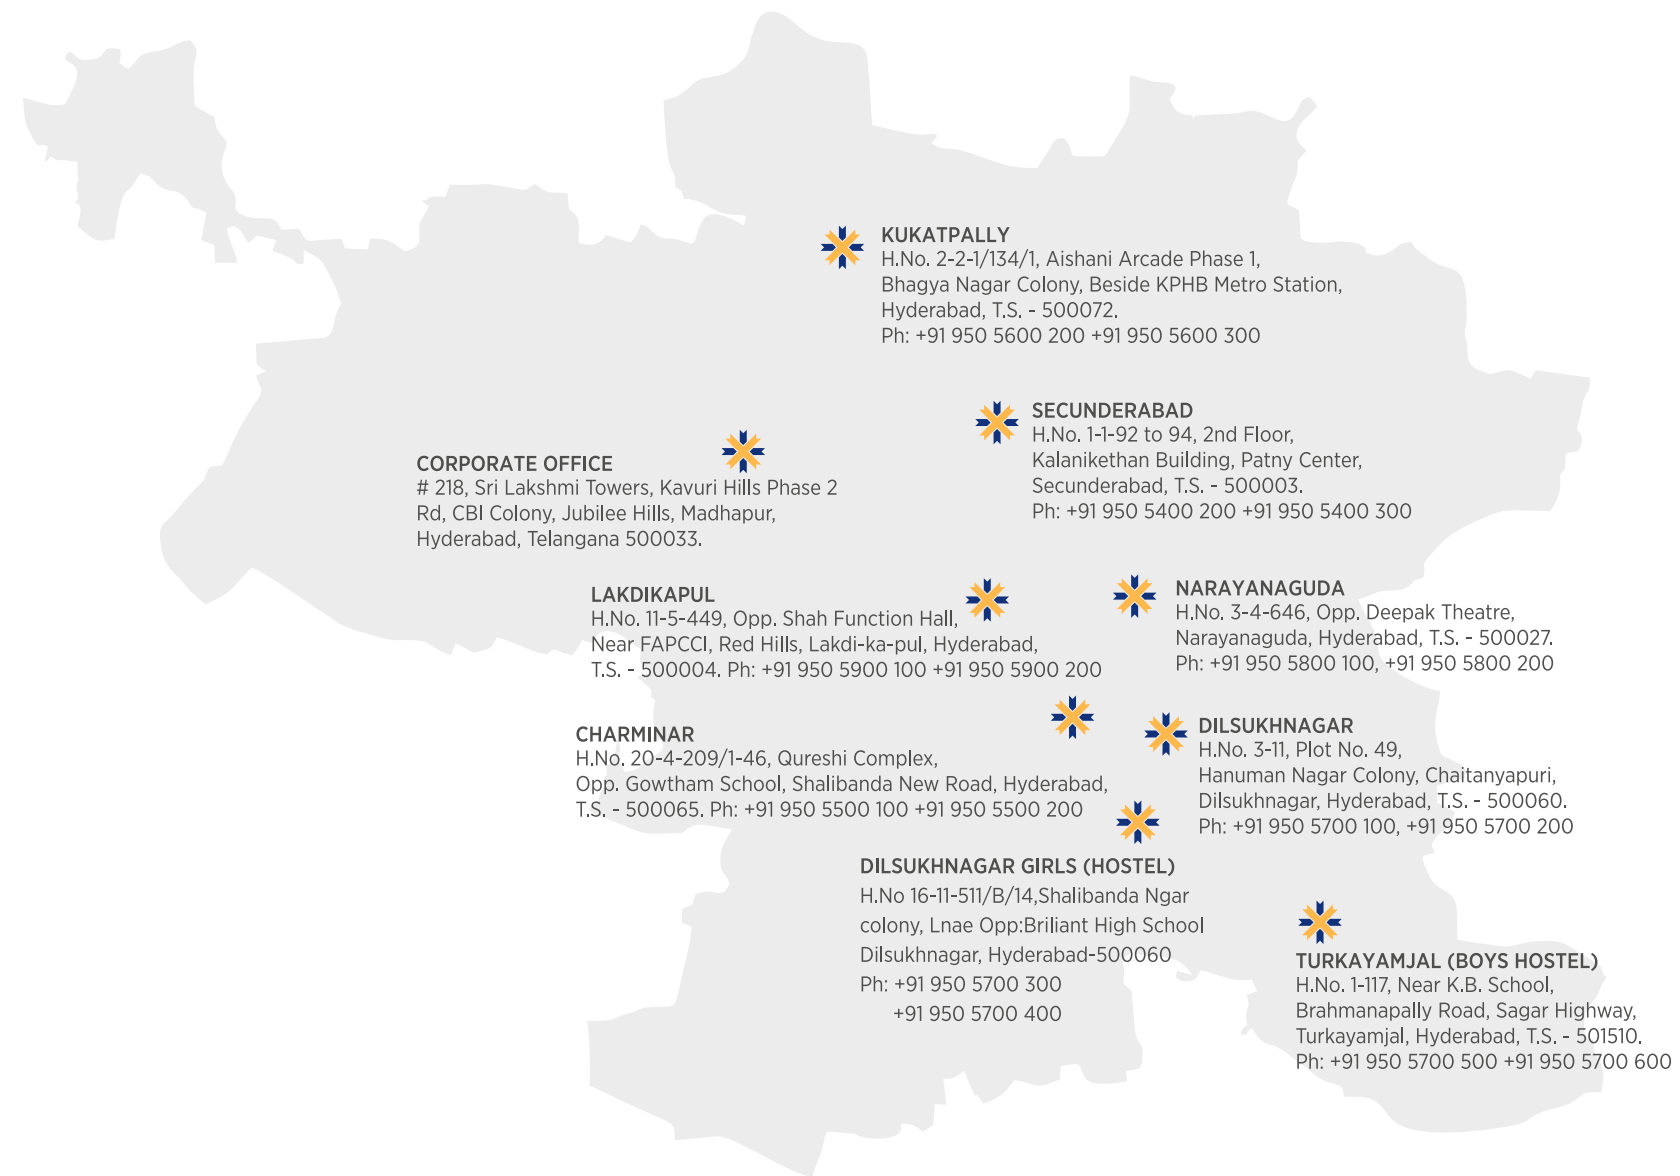 KUKATPALLY
H.No. 2-2-1/134/1, Aishani Arcade Phase 1,
Bhagya Nagar Colony, Beside KPHB Metro Station,
Hyderabad, T.S. - 500072.
Ph: +91 950 5600 200 +91 950 5600 300
SECUNDERABAD
H.No. 1-1-92 to 94, 2nd Floor,
Kalanikethan Building, Patny Center,
Secunderabad, T.S. - 500003.
Ph: +91 950 5400 200 +91 950 5400 300
CORPORATE OFFICE
# 218, Sri Lakshmi Towers, Kavuri Hills Phase 2
Rd, CBI Colony, Jubilee Hills, Madhapur,
Hyderabad, Telangana 500033.
LAKDIKAPUL
H.No. 11-5-449, Opp. Shah Function Hall,
Near FAPCCI, Red Hills, Lakdi-ka-pul, Hyderabad,
T.S. - 500004. Ph: +91 950 5900 100 +91 950 5900 200
NARAYANAGUDA
H.No. 3-4-646, Opp. Deepak Theatre,
Narayanaguda, Hyderabad, T.S. - 500027.
Ph: +91 950 5800 100, +91 950 5800 200
CHARMINAR
H.No. 20-4-209/1-46, Qureshi Complex,
Opp. Gowtham School, Shalibanda New Road, Hyderabad,
T.S. - 500065. Ph: +91 950 5500 100 +91 950 5500 200
DILSUKHNAGAR
H.No. 3-11, Plot No. 49,
Hanuman Nagar Colony, Chaitanyapuri,
Dilsukhnagar, Hyderabad, T.S. - 500060.
Ph: +91 950 5700 100, +91 950 5700 200
DILSUKHNAGAR GIRLS (HOSTEL)
H.No 16-11-511/B/14,Shalibanda Ngar
colony, Lnae Opp:Briliant High School
Dilsukhnagar, Hyderabad-500060
Ph: +91 950 5700 300
+91 950 5700 400
TURKAYAMJAL (BOYS HOSTEL)
H.No. 1-117, Near K.B. School,
Brahmanapally Road, Sagar Highway,
Turkayamjal, Hyderabad, T.S. - 501510.
Ph: +91 950 5700 500 +91 950 5700 600